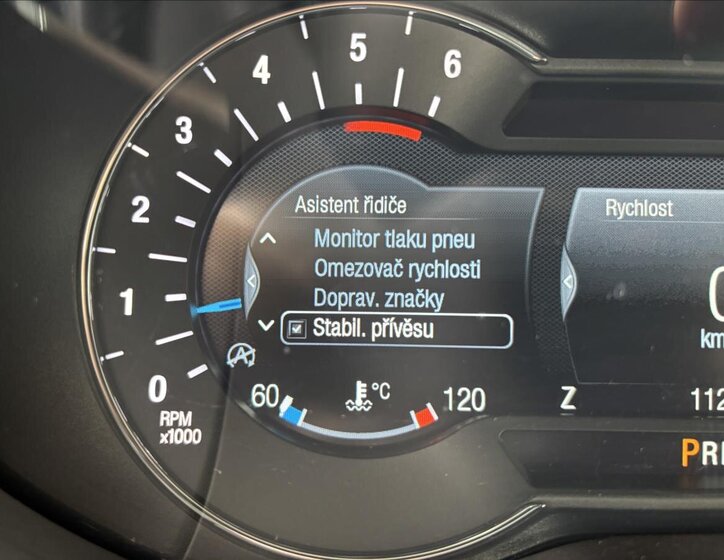 5
4
6
3
2
1
0
RPM
x1000
Asistent řidiče
Monitor tlaku pneu
Omezovač rychlosti
Doprav. značky
Stabil. přívěsu
60
°C
120
Rychlost
Z
112